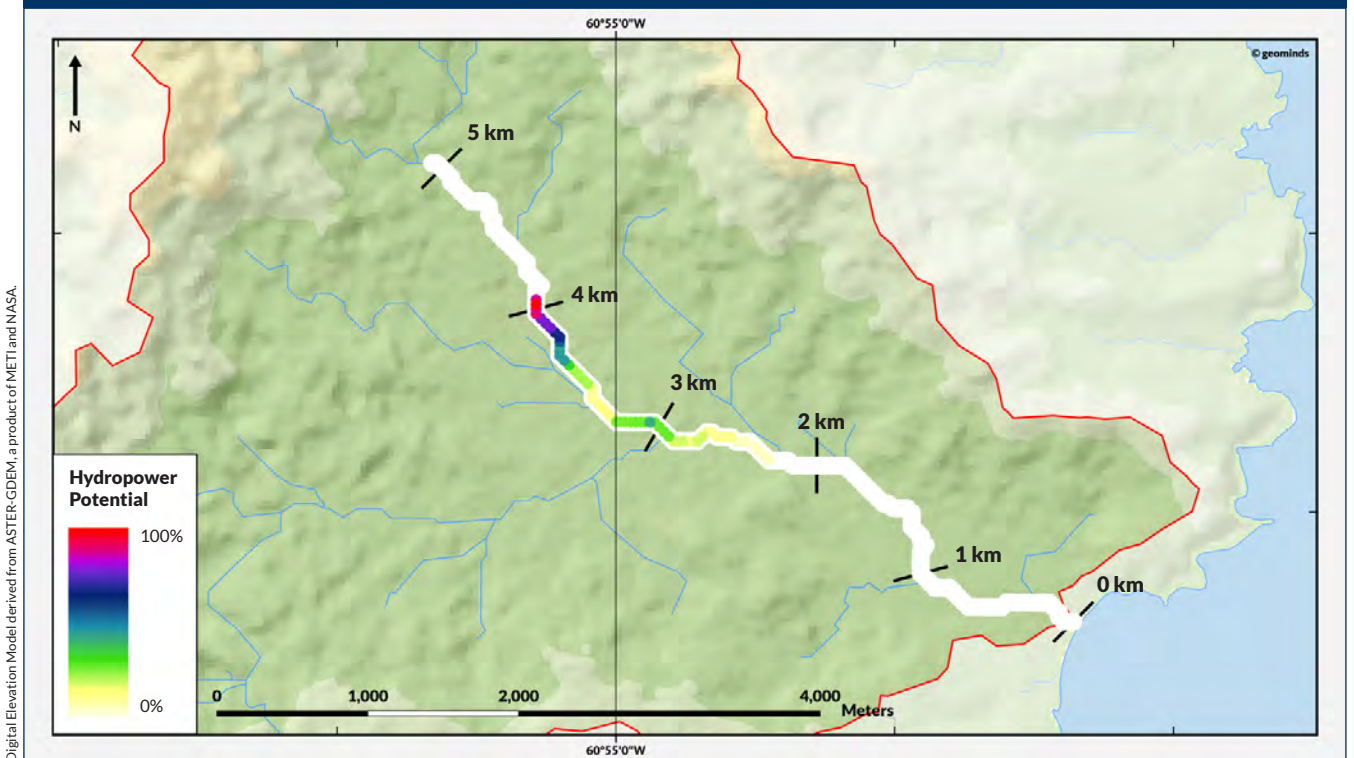 60°55'0"W
© geominds
N
5 km
4 km
3 km
2 km
1 km
0 km
Hydropower
Potential
100%
0%
0 1,000 2,000 4,000
Meters
60°55'0"W
Digital Elevation Model derived from ASTER-GDEM, a product of METI and NASA.